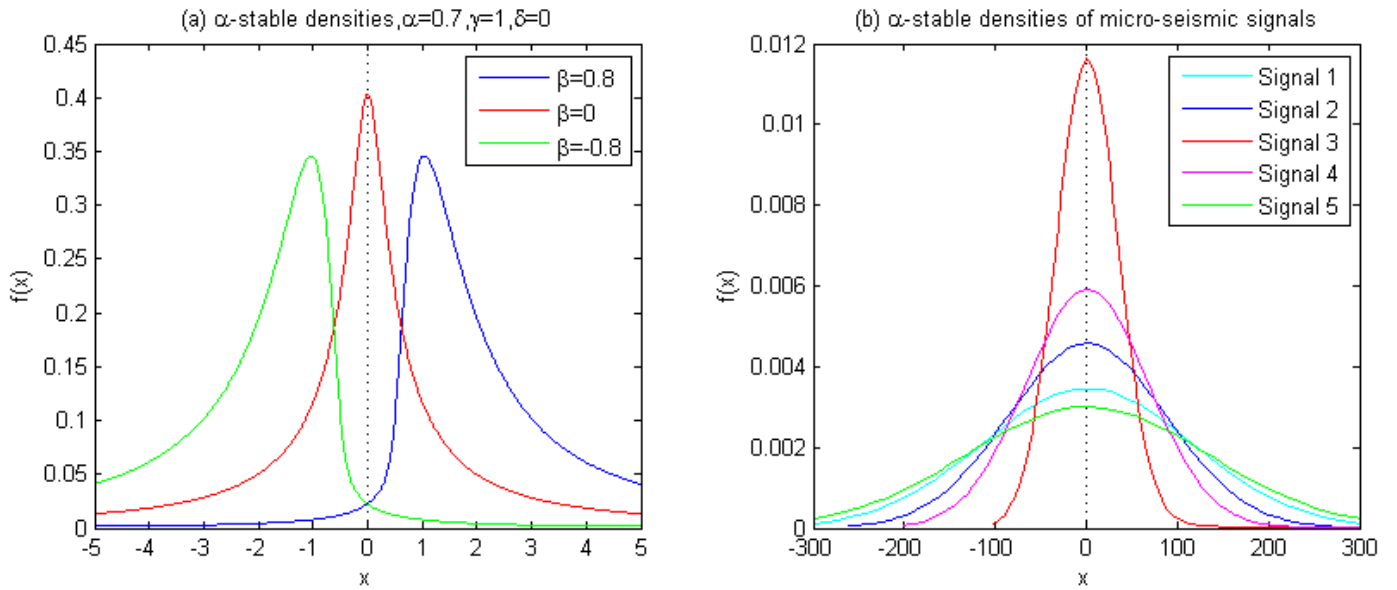 (a) α-stable densities,α=0.7,γ=1,δ=0
0.45
0.4
0.35
0.3
0.25
0.2
0.15
0.1
0.05
0
f(x)
-5 -4 -3 -2 -1 0 1 2 3 4 5
x
β=0.8
β=0
β=-0.8
(b) α-stable densities of micro-seismic signals
0.012
0.01
0.008
0.006
0.004
0.002
0
f(x)
-300 -200 -100 0 100 200 300
x
Signal 1
Signal 2
Signal 3
Signal 4
Signal 5